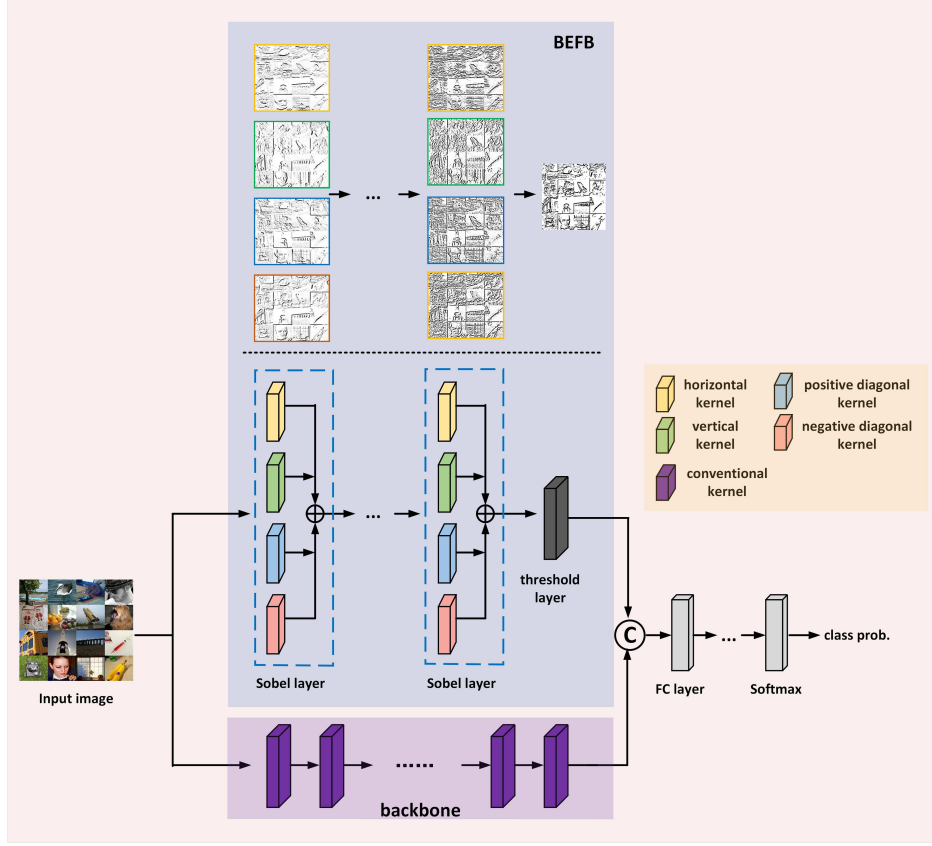 BEFB
...
...
horizontal
kernel
positive diagonal
kernel
vertical
kernel
negative diagonal
kernel
conventional
kernel
...
...
threshold
layer
Input image
Sobel layer
Sobel layer
C
...
class prob.
FC layer
Softmax
......
backbone